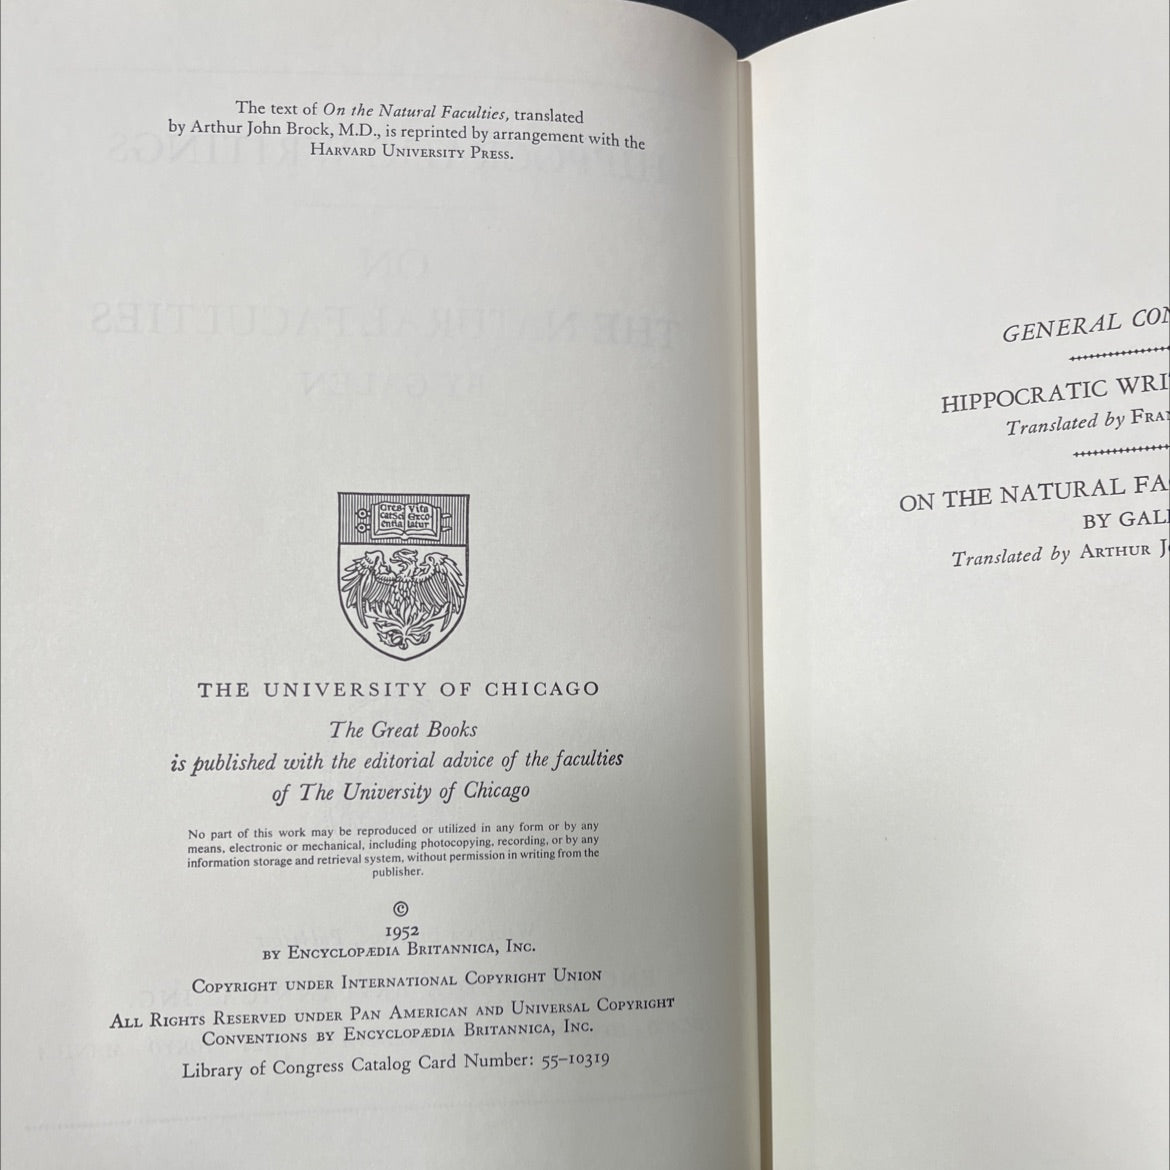 The text of On the Natural Faculties, translated
by Arthur John Brock, M.D., is reprinted by arrangement with the
HARVARD UNIVERSITY PRESS.
Cres Vita
catSci Exco
entia latur
THE UNIVERSITY OF CHICAGO
The Great Books
is published with the editorial advice of the faculties
of The University of Chicago
No part of this work may be reproduced or utilized in any form or by any
means, electronic or mechanical, including photocopying, recording, or by any
information storage and retrieval system, without permission in writing from the
publisher.
©
1952
BY ENCYCLOPÆDIA BRITANNICA, INC.
COPYRIGHT UNDER INTERNATIONAL COPYRIGHT UNION
ALL RIGHTS RESERVED UNDER PAN AMERICAN AND UNIVERSAL COPYRIGHT
CONVENTIONS BY ENCYCLOPÆDIA BRITANNICA, INC.
Library of Congress Catalog Card Number: 55-10319
GENERAL CON
HIPPOCRATIC WRI
Translated by FRAN
ON THE NATURAL FA
BY GAL
Translated by ARTHUR J